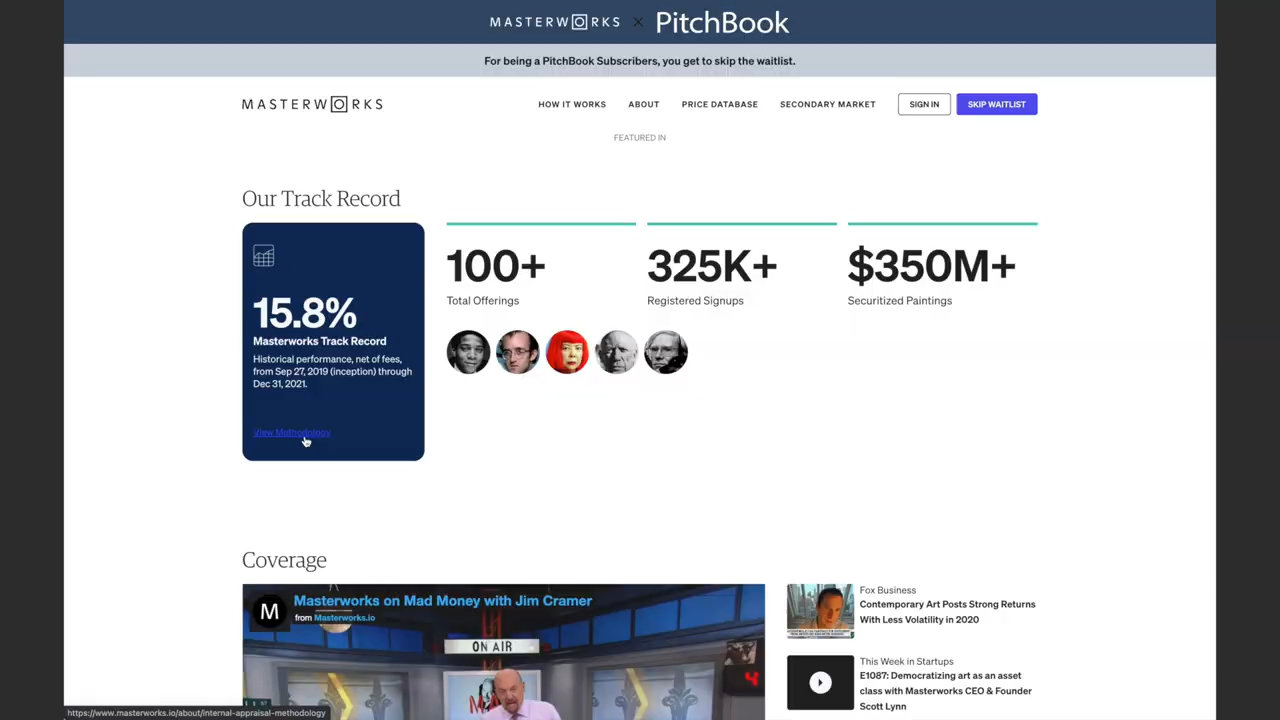 MASTERWORKS × PitchBook
For being a PitchBook Subscribers, you get to skip the waitlist.
MASTERWORKS
HOW IT WORKS ABOUT PRICE DATABASE SECONDARY MARKET SIGN IN SKIP WAITLIST
FEATURED IN
Our Track Record
15.8%
Masterworks Track Record
Historical performance, net of fees,
from Sep 27, 2019 (inception) through
Dec 31, 2021.
View Methodology
100+
Total Offerings
325K+
Registered Signups
$350M+
Securitized Paintings
Coverage
M
Masterworks on Mad Money with Jim Cramer
from Masterworks.io
ON AIR
Fox Business
Contemporary Art Posts Strong Returns
With Less Volatility in 2020
This Week in Startups
E1087: Democratizing art as an asset
class with Masterworks CEO & Founder
Scott Lynn
https://www.masterworks.io/about/internal-appraisal-methodology